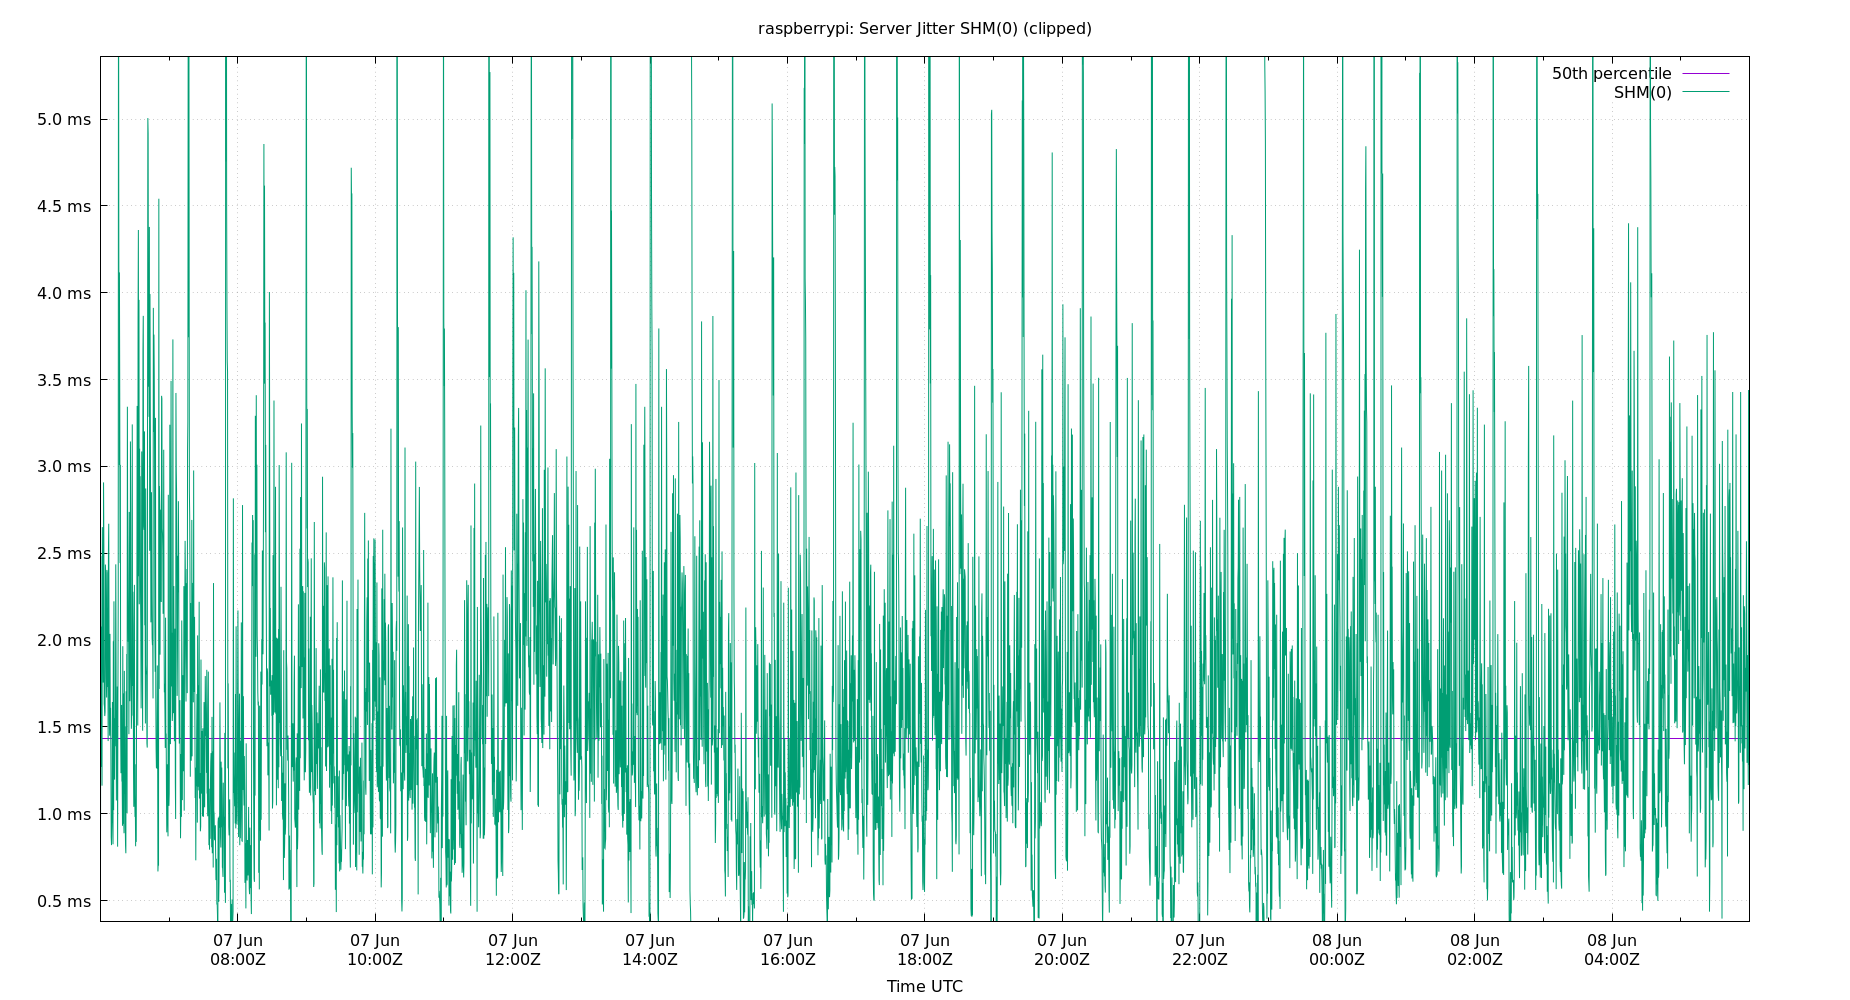 raspberrypi: Server Jitter SHM(0) (clipped)
50th percentile
SHM(0)
5.0 ms
4.5 ms
4.0 ms
3.5 ms
3.0 ms
2.5 ms
2.0 ms
1.5 ms
1.0 ms
0.5 ms
07 Jun 07 Jun 07 Jun 07 Jun 07 Jun 07 Jun 07 Jun 07 Jun 08 Jun 08 Jun 08 Jun
08:00Z 10:00Z 12:00Z 14:00Z 16:00Z 18:00Z 20:00Z 22:00Z 00:00Z 02:00Z 04:00Z
Time UTC